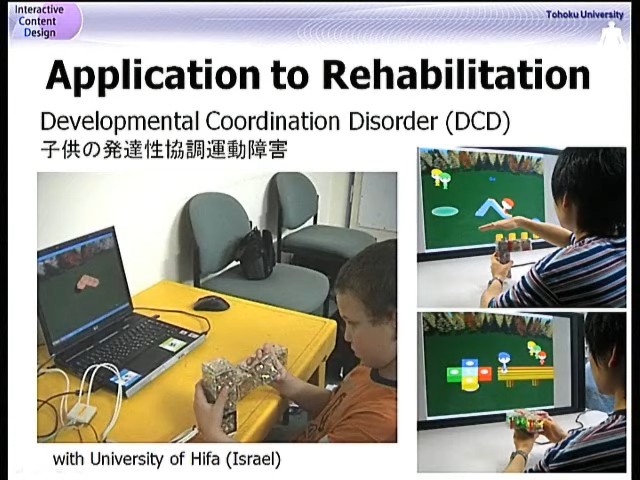 Interactive
Content
Design
Tohoku University
Application to Rehabilitation
Developmental Coordination Disorder (DCD)
子供の発達性協調運動障害
with University of Hifa (Israel)